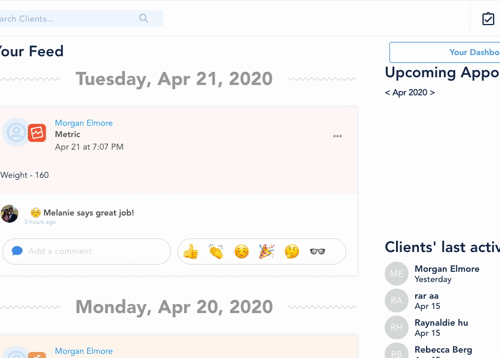 arch Clients...
Your Feed
Your Dashbo
Upcoming Appo
< Apr 2020 >
Tuesday, Apr 21, 2020
Morgan Elmore
Metric
Apr 21 at 7:07 PM
Weight - 160
Melanie says great job!
3 hours ago
Add a comment
Monday, Apr 20, 2020
Morgan Elmore
Clients' last activ
ME
Morgan Elmore
Yesterday
RA
rar aa
Apr 15
RH
Raynaldie hu
Apr 15
RB
Rebecca Berg
Apr 15